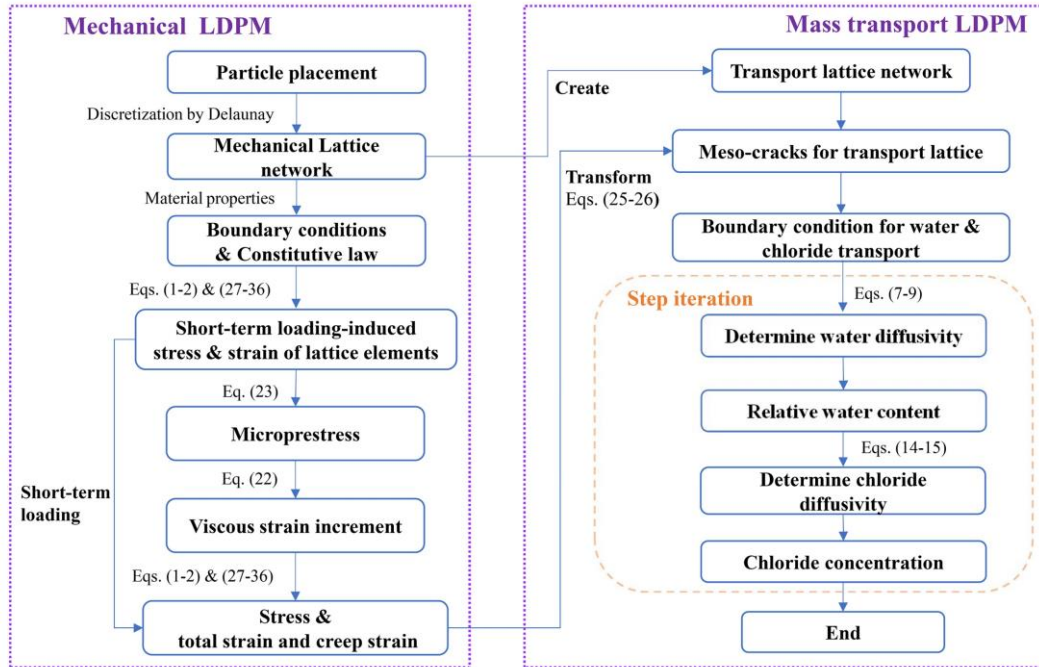 Mechanical LDPM
Particle placement
Discretization by Delaunay
Mechanical Lattice
network
Material properties
Boundary conditions
& Constitutive law
Eqs. (1-2) & (27-36)
Short-term loading-induced
stress & strain of lattice elements
Eq. (23)
Microprestress
Eq. (22)
Short-term
loading
Viscous strain increment
Eqs. (1-2) & (27-36)
Stress &
total strain and creep strain
Create
Transform
Eqs. (25-26)
Mass transport LDPM
Transport lattice network
Meso-cracks for transport lattice
Boundary condition for water &
chloride transport
Step iteration
Eqs. (7-9)
Determine water diffusivity
Relative water content
Eqs. (14-15)
Determine chloride
diffusivity
Chloride concentration
End